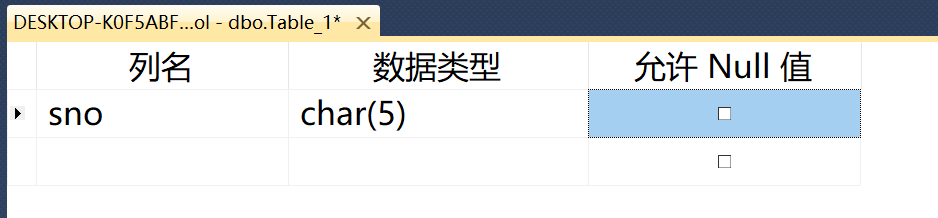 DESKTOP-K0F5ABF...ol - dbo.Table_1*
列名 数据类型 允许 Null 值
sno char(5)